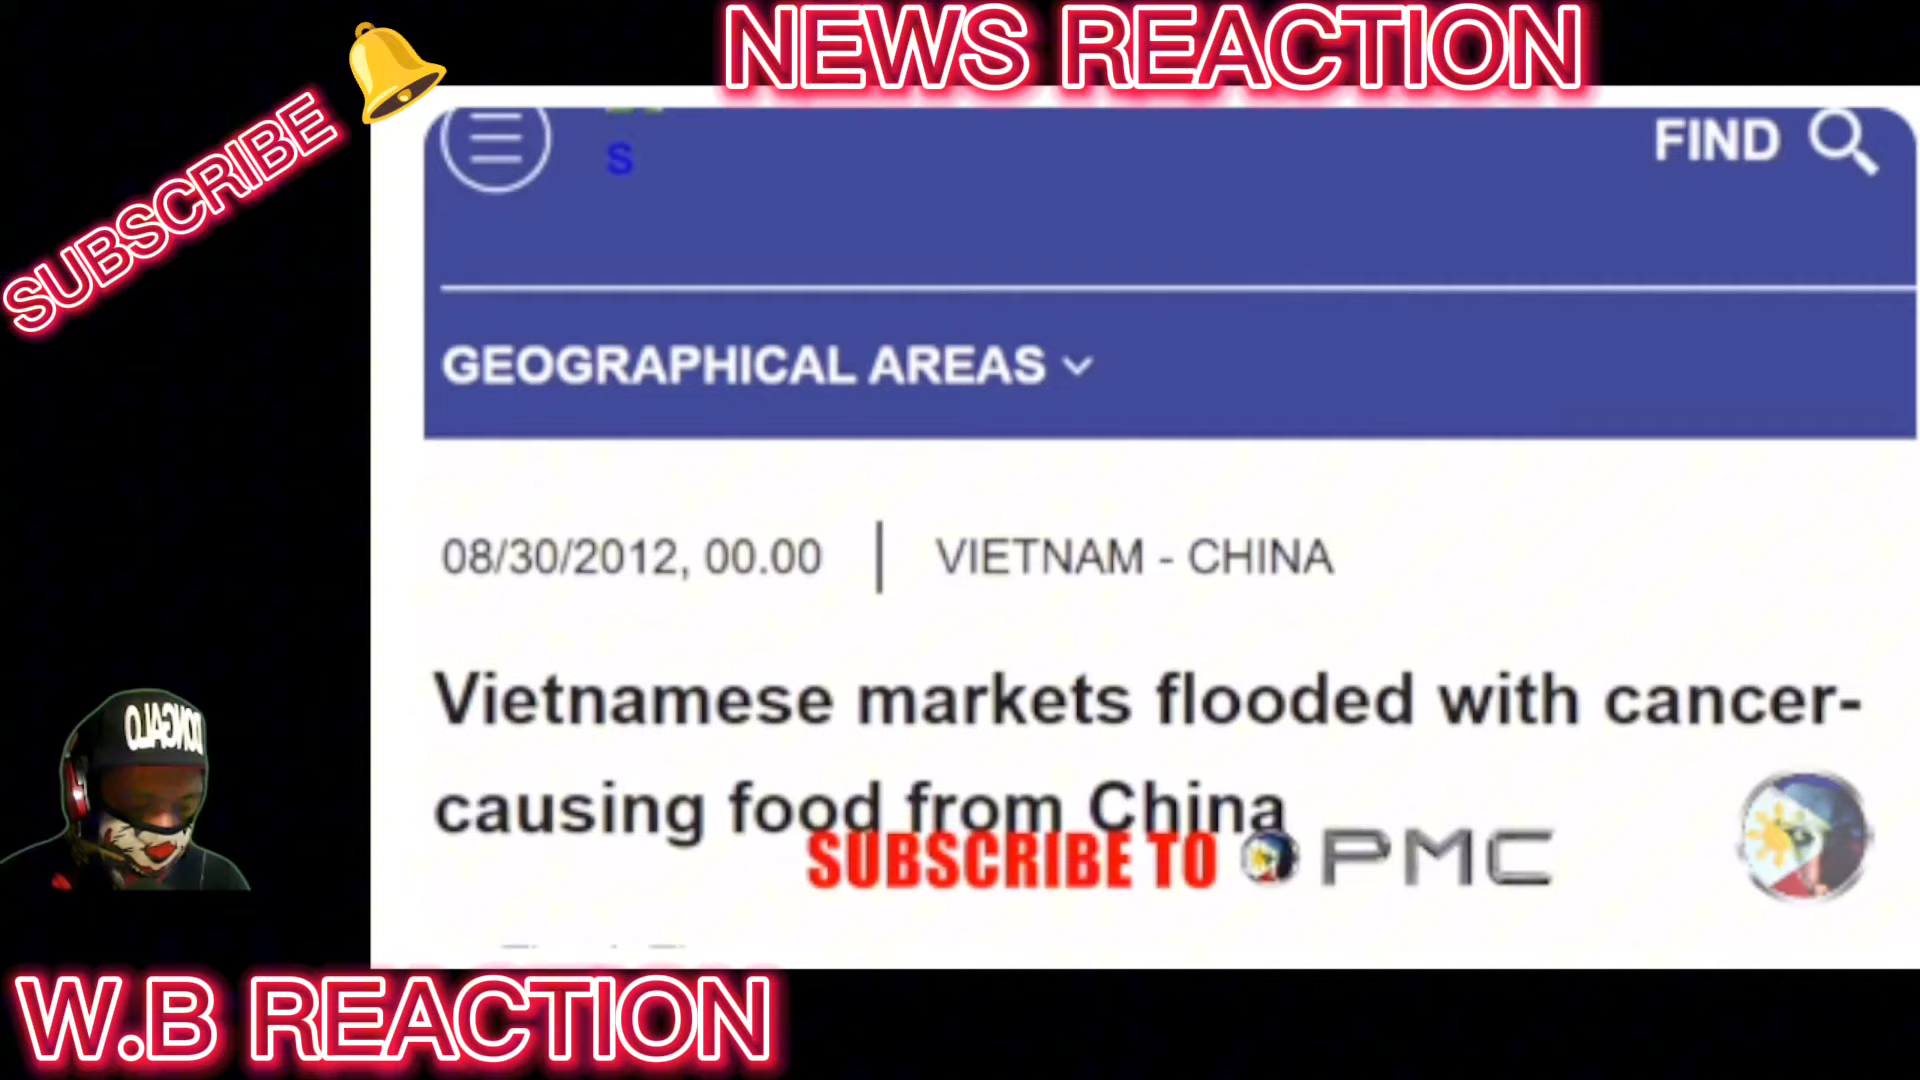 NEWS REACTION
SUBSCRIBE
S
FIND
GEOGRAPHICAL AREAS
08/30/2012, 00.00 | VIETNAM - CHINA
Vietnamese markets flooded with cancer-
causing food from China
SUBSCRIBE TO PMC
DONGALO
W.B REACTION